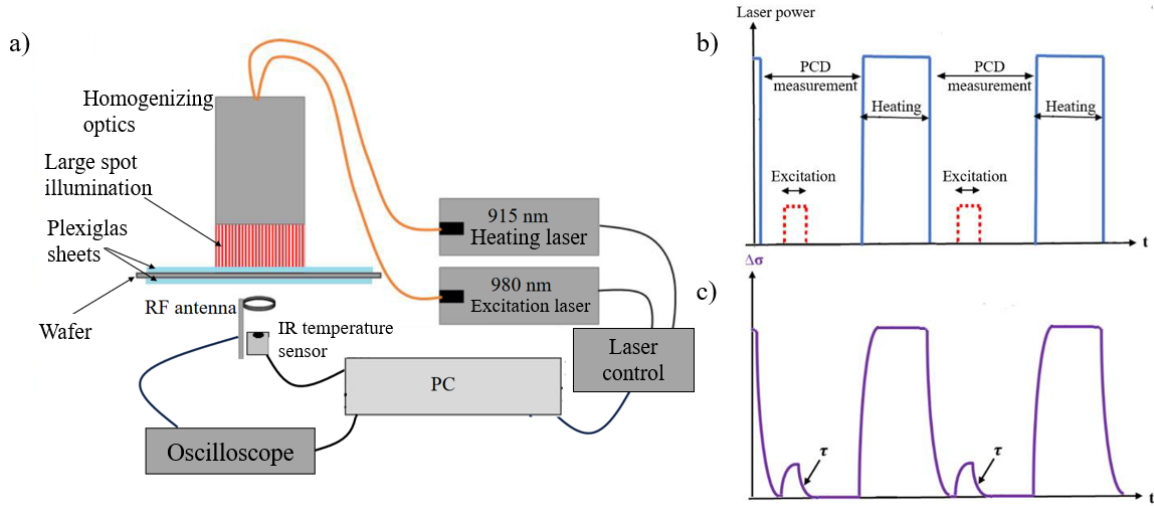 a)
Homogenizing
optics
Large spot
illumination
Plexiglas
sheets
Wafer
RF antenna
IR temperature
sensor
915 nm
Heating laser
980 nm
Excitation laser
Laser
control
PC
Oscilloscope
b)
Laser power
PCD
measurement
PCD
measurement
Heating
Heating
Excitation
Excitation
t
c)
Δσ
τ
τ
t